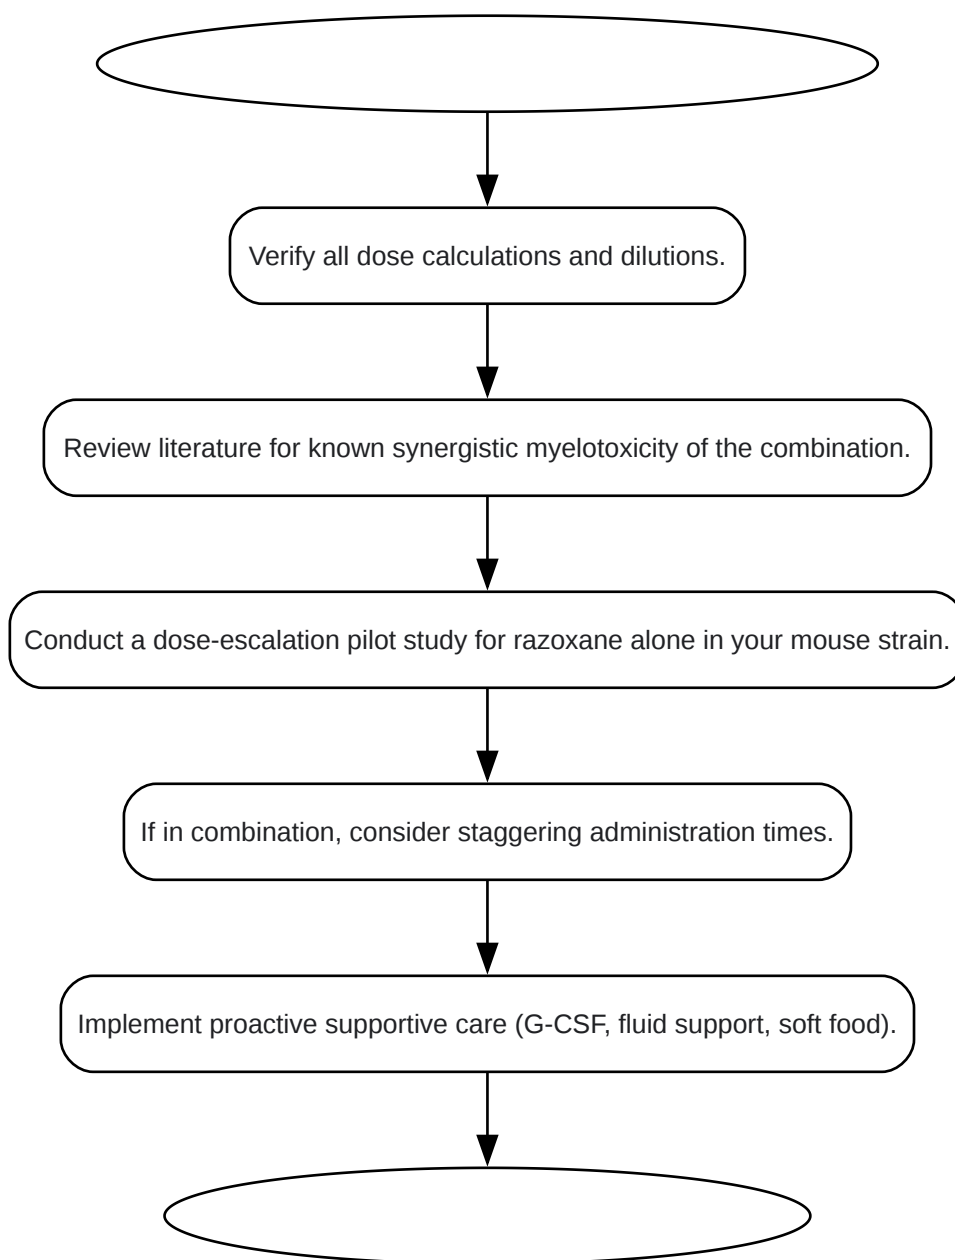 Verify all dose calculations and dilutions.
Review literature for known synergistic myelotoxicity of the combination.
Conduct a dose-escalation pilot study for razoxane alone in your mouse strain.
If in combination, consider staggering administration times.
Implement proactive supportive care (G-CSF, fluid support, soft food).